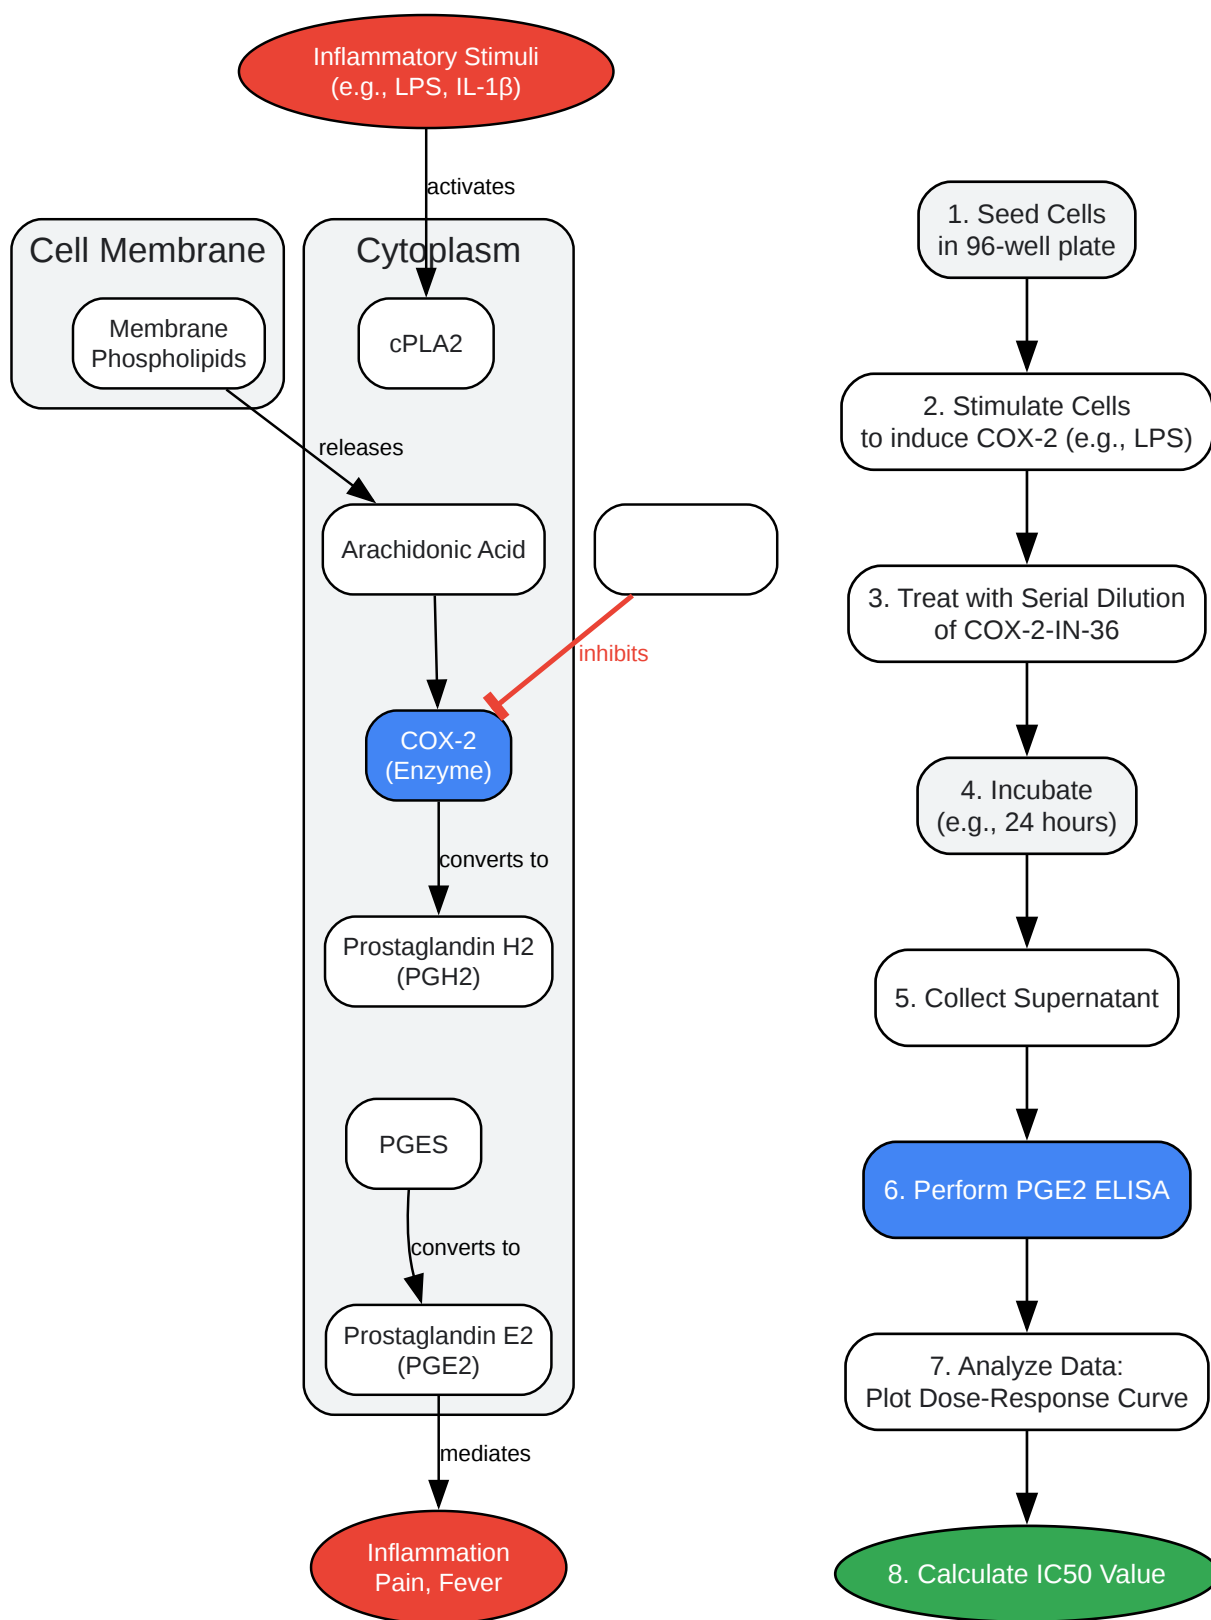 Inflammatory Stimuli
(e.g., LPS, IL-1β)
activates
Cell Membrane
Membrane
Phospholipids
releases
Cytoplasm
cPLA2
Arachidonic Acid
inhibits
COX-2
(Enzyme)
converts to
Prostaglandin H2
(PGH2)
PGES
converts to
Prostaglandin E2
(PGE2)
mediates
Inflammation
Pain, Fever
1. Seed Cells
in 96-well plate
2. Stimulate Cells
to induce COX-2 (e.g., LPS)
3. Treat with Serial Dilution
of COX-2-IN-36
4. Incubate
(e.g., 24 hours)
5. Collect Supernatant
6. Perform PGE2 ELISA
7. Analyze Data:
Plot Dose-Response Curve
8. Calculate IC50 Value